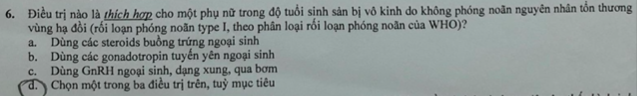 6. Điều trị nào là thích hợp cho một phụ nữ trong độ tuổi sinh sản bị vô kinh do không phóng noãn nguyên nhân tổn thương
vùng hạ đồi (rối loạn phóng noãn type I, theo phân loại rối loạn phóng noãn của WHO)?
a. Dùng các steroids buồng trứng ngoại sinh
b. Dùng các gonadotropin tuyến yên ngoại sinh
c. Dùng GnRH ngoại sinh, dạng xung, qua bơm
d. Chọn một trong ba điều trị trên, tuỳ mục tiêu